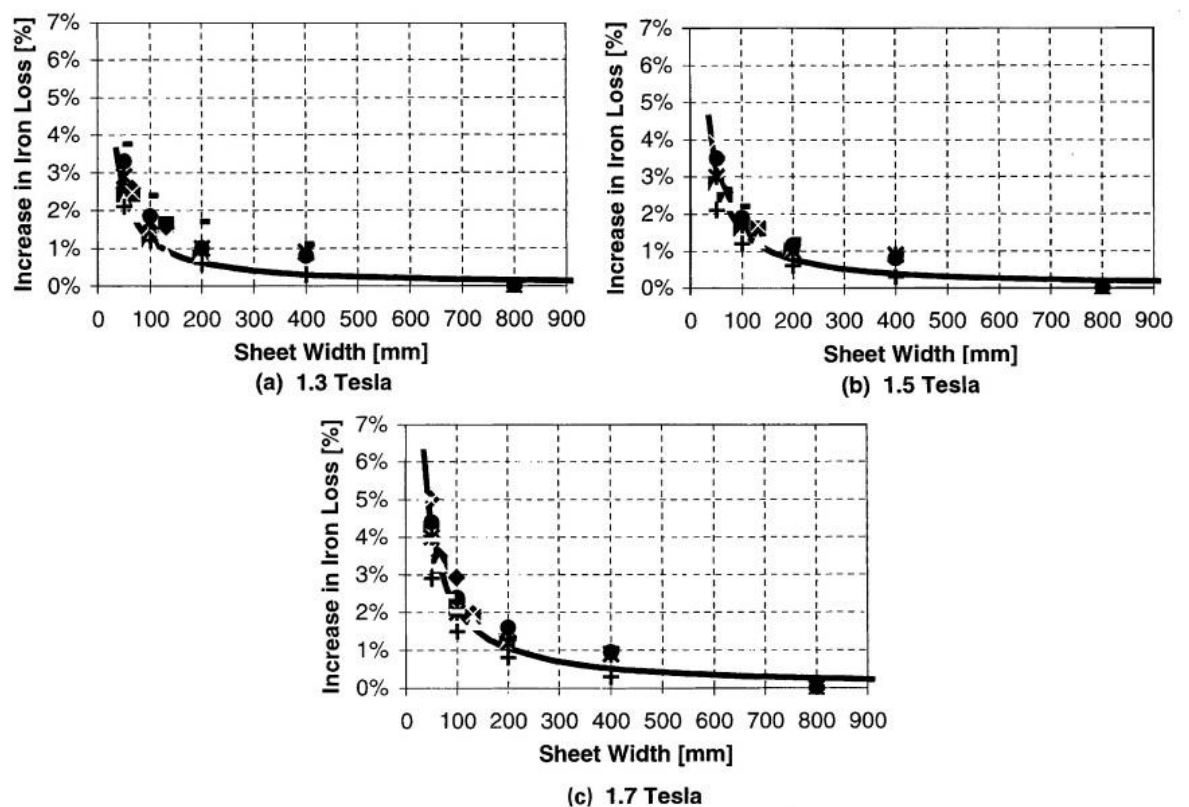 Increase in Iron Loss [%]
7%
6%
5%
4%
3%
2%
1%
0%
0 100 200 300 400 500 600 700 800 900
Sheet Width [mm]
(a) 1.3 Tesla
Increase in Iron Loss [%]
7%
6%
5%
4%
3%
2%
1%
0%
0 100 200 300 400 500 600 700 800 900
Sheet Width [mm]
(b) 1.5 Tesla
Increase in Iron Loss [%]
7%
6%
5%
4%
3%
2%
1%
0%
0 100 200 300 400 500 600 700 800 900
Sheet Width [mm]
(c) 1.7 Tesla